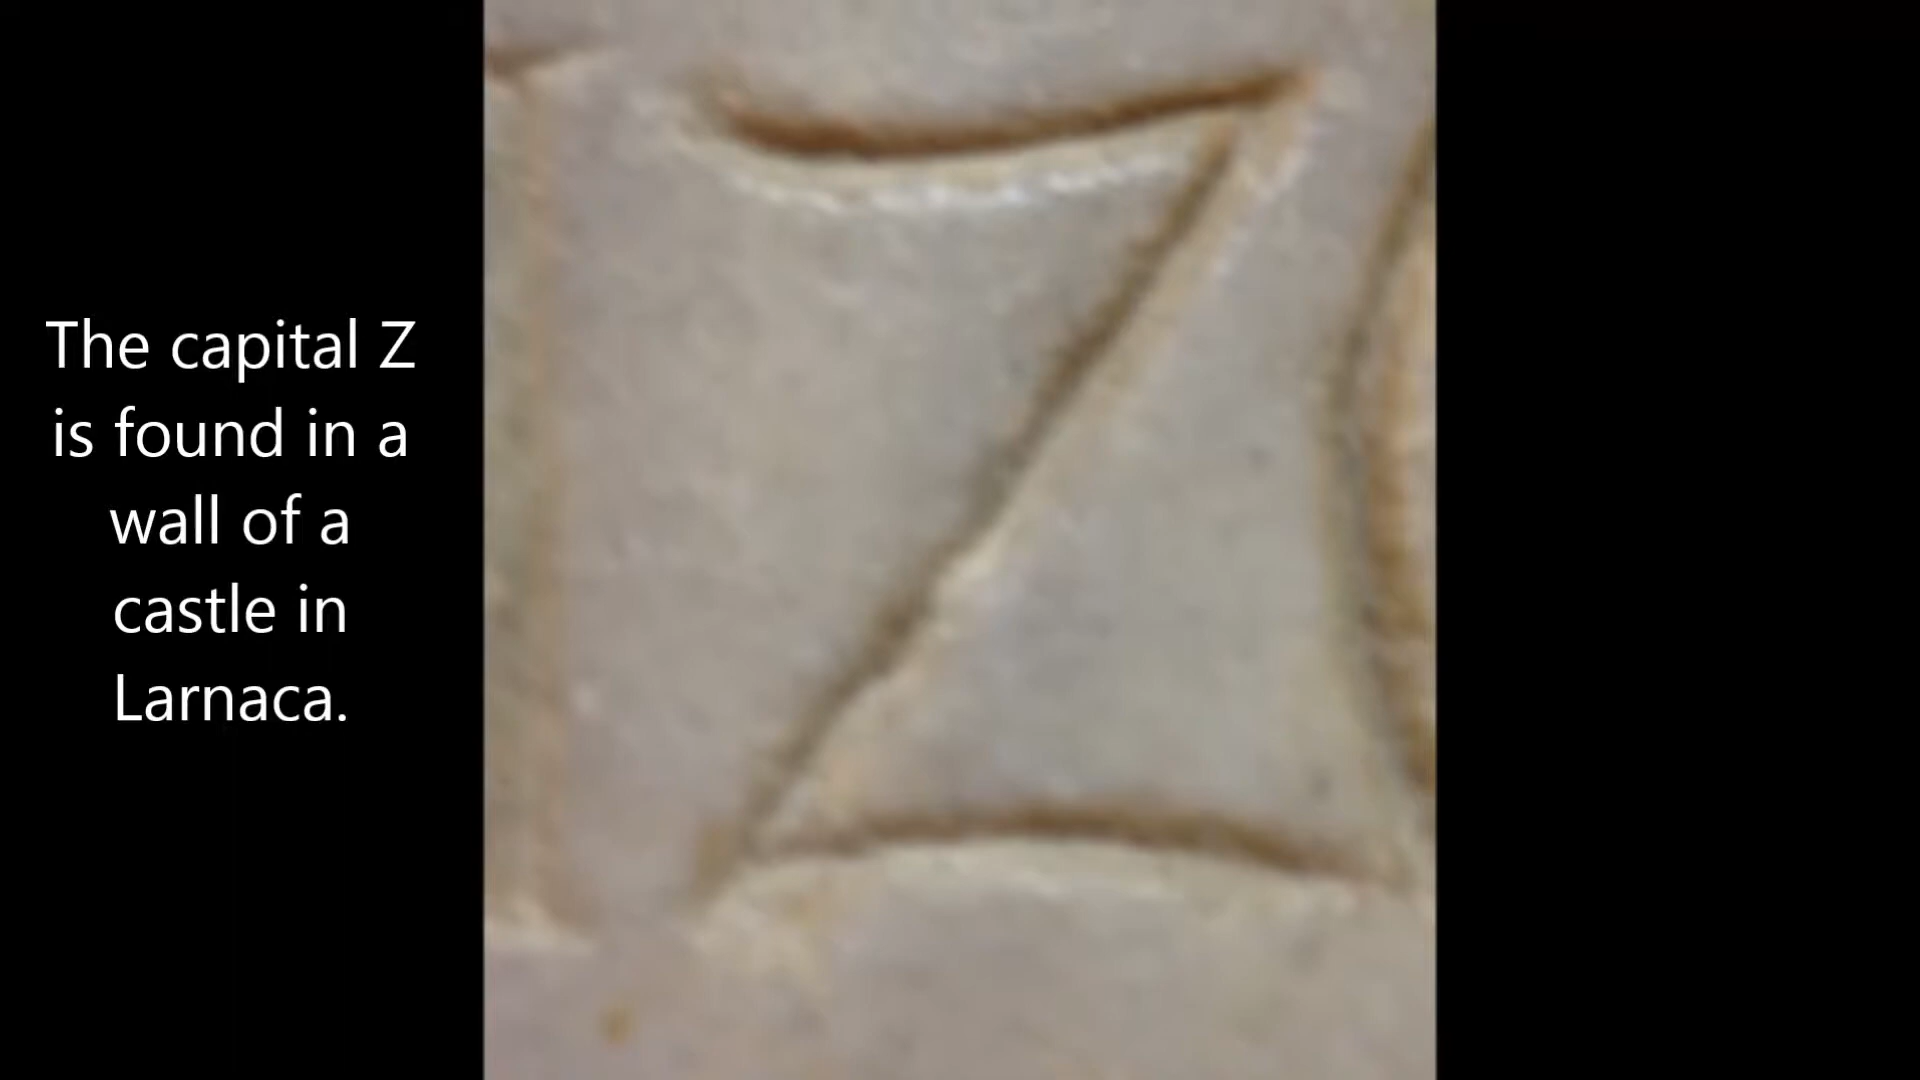 The capital Z
is found in a
wall of a
castle in
Larnaca.
Z